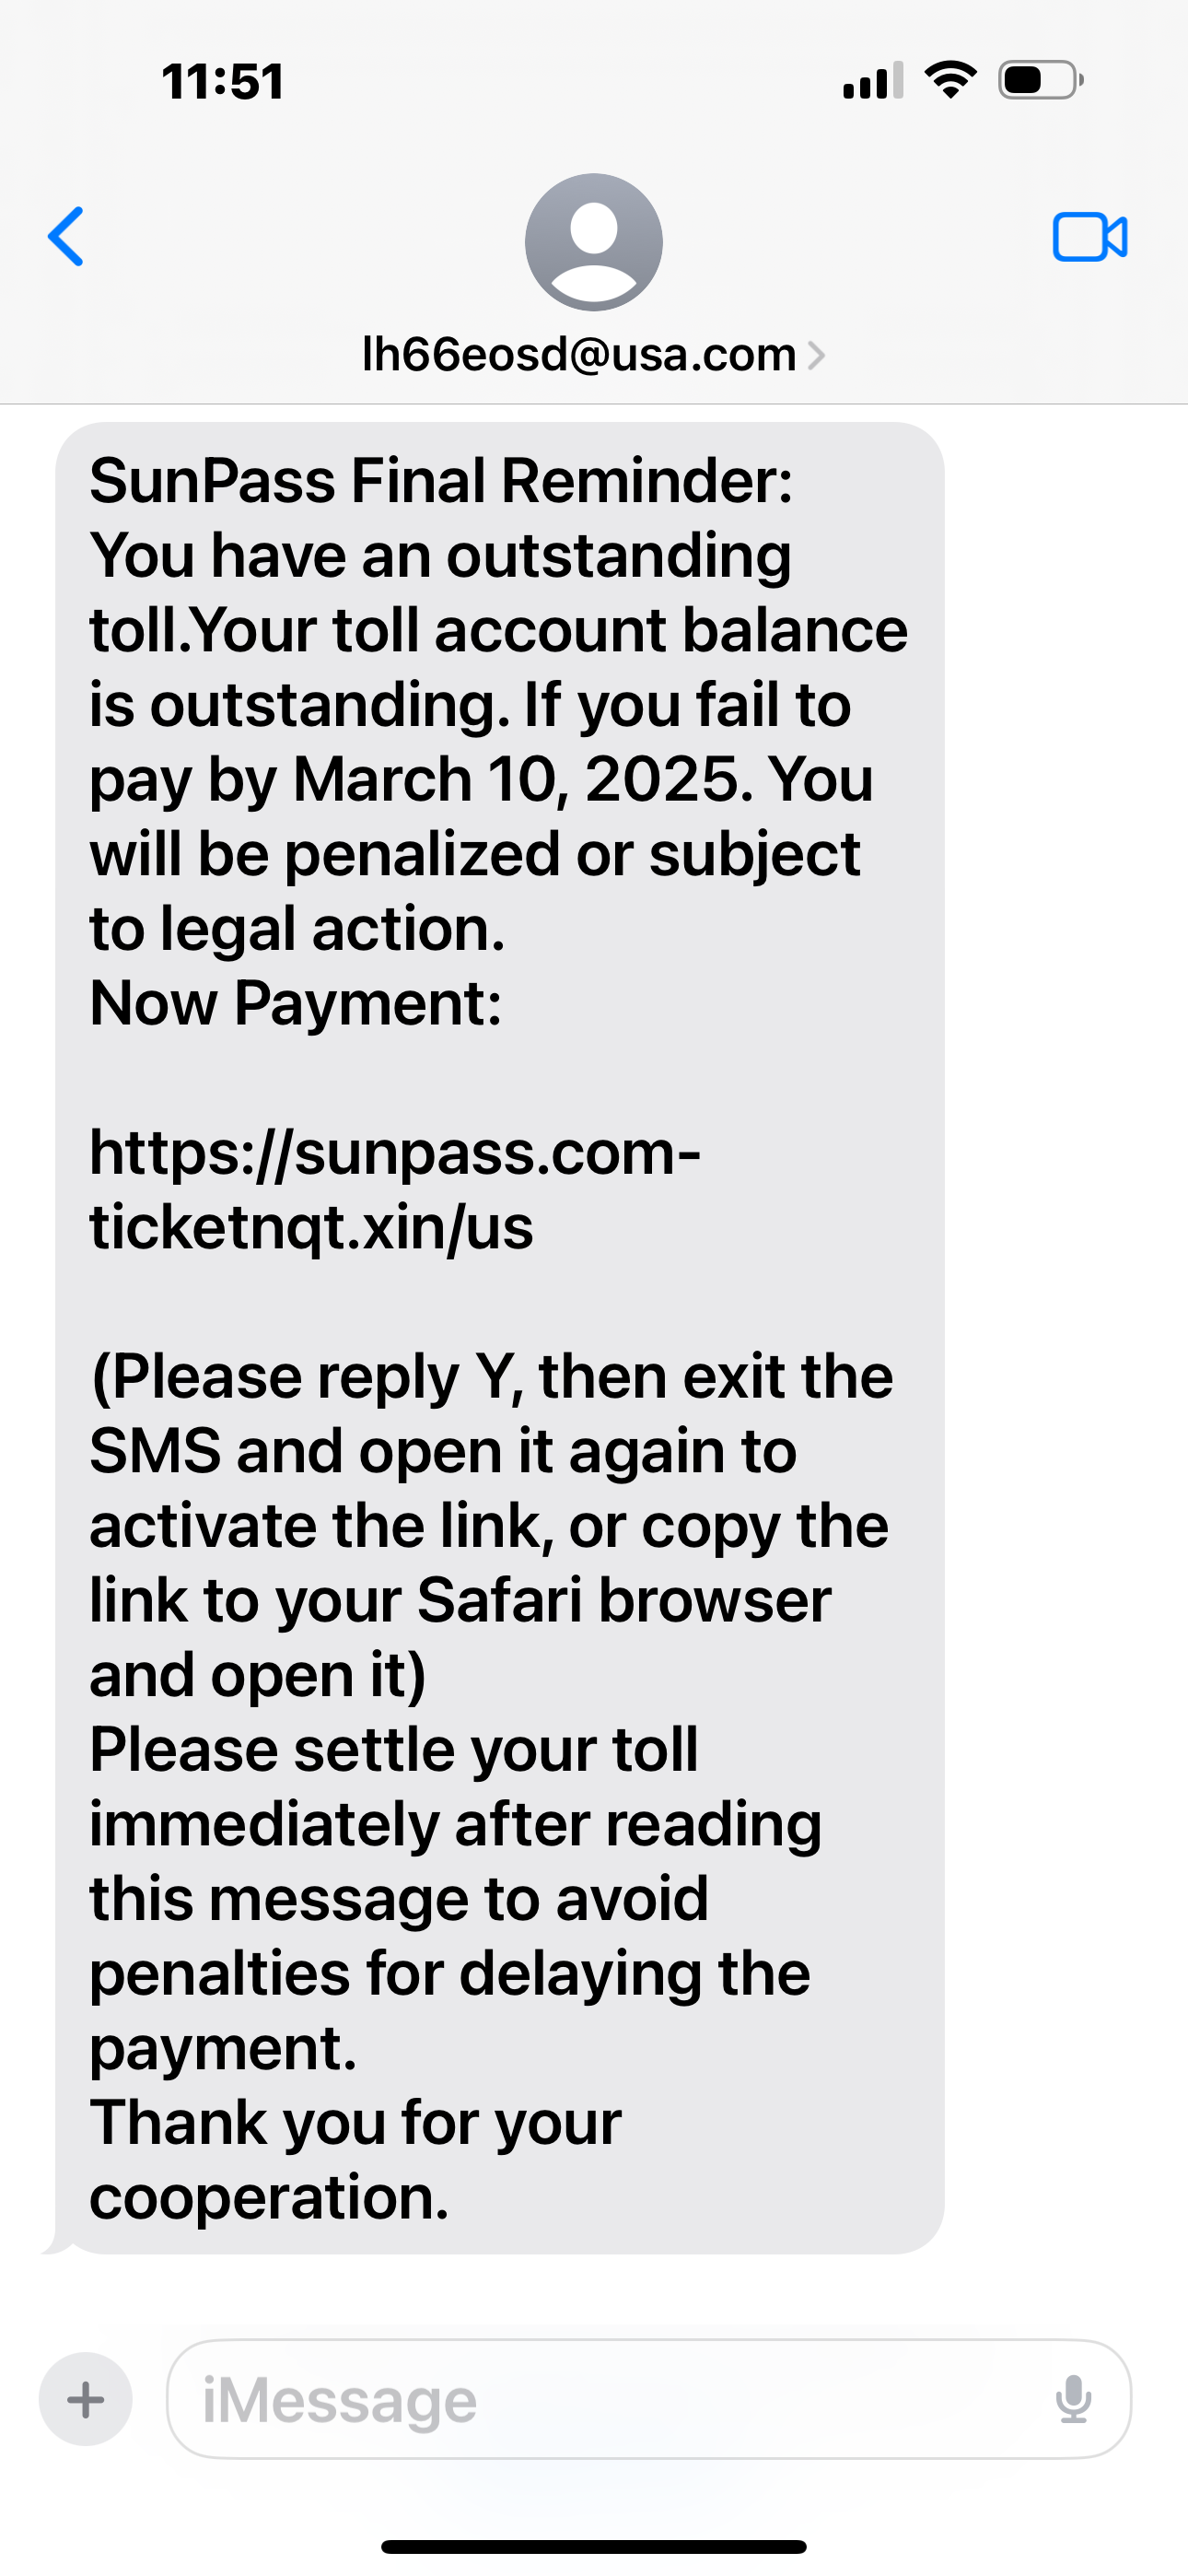 11:51
lh66eosd@usa.com
SunPass Final Reminder:
You have an outstanding
toll.Your toll account balance
is outstanding. If you fail to
pay by March 10, 2025. You
will be penalized or subject
to legal action.
Now Payment:
https://sunpass.com-
ticketnqt.xin/us
(Please reply Y, then exit the
SMS and open it again to
activate the link, or copy the
link to your Safari browser
and open it)
Please settle your toll
immediately after reading
this message to avoid
penalties for delaying the
payment.
Thank you for your
cooperation.
iMessage